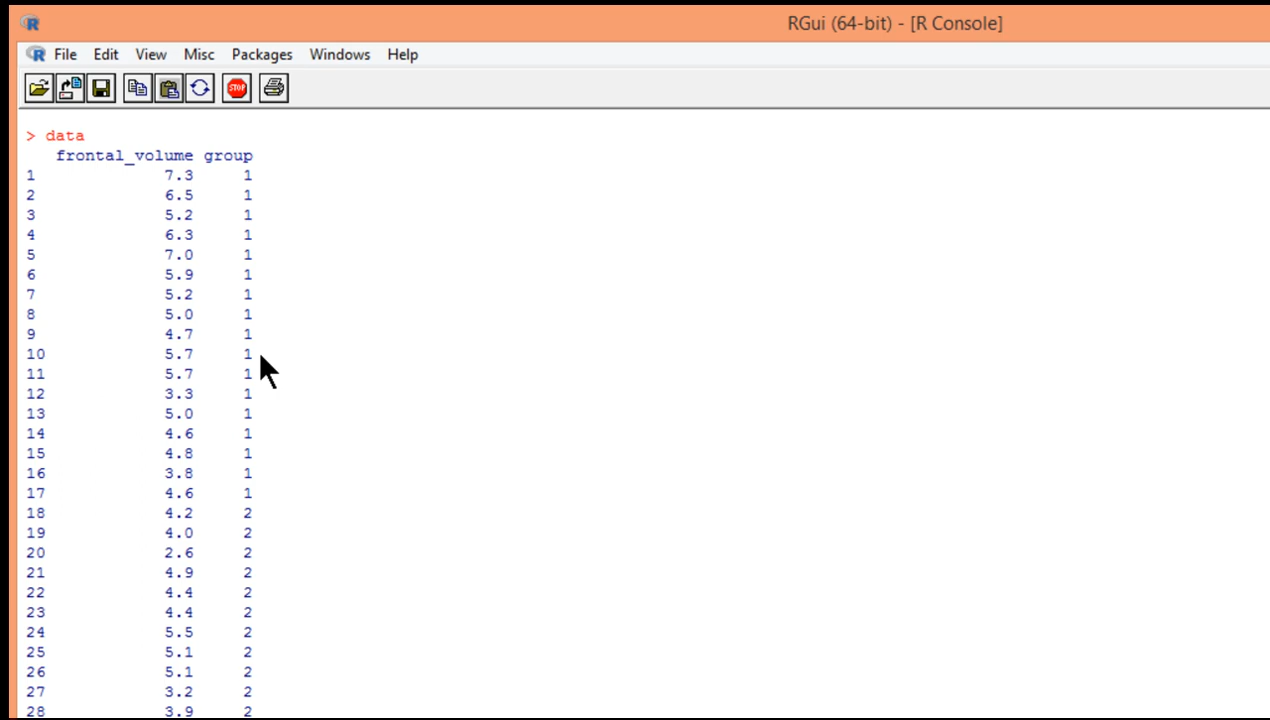 RGui (64-bit) - [R Console]
File Edit View Misc Packages Windows Help
STOP
> data
frontal_volume group
1 7.3 1
2 6.5 1
3 5.2 1
4 6.3 1
5 7.0 1
6 5.9 1
7 5.2 1
8 5.0 1
9 4.7 1
10 5.7 1
11 5.7 1
12 3.3 1
13 5.0 1
14 4.6 1
15 4.8 1
16 3.8 1
17 4.6 1
18 4.2 2
19 4.0 2
20 2.6 2
21 4.9 2
22 4.4 2
23 4.4 2
24 5.5 2
25 5.1 2
26 5.1 2
27 3.2 2
28 3.9 2